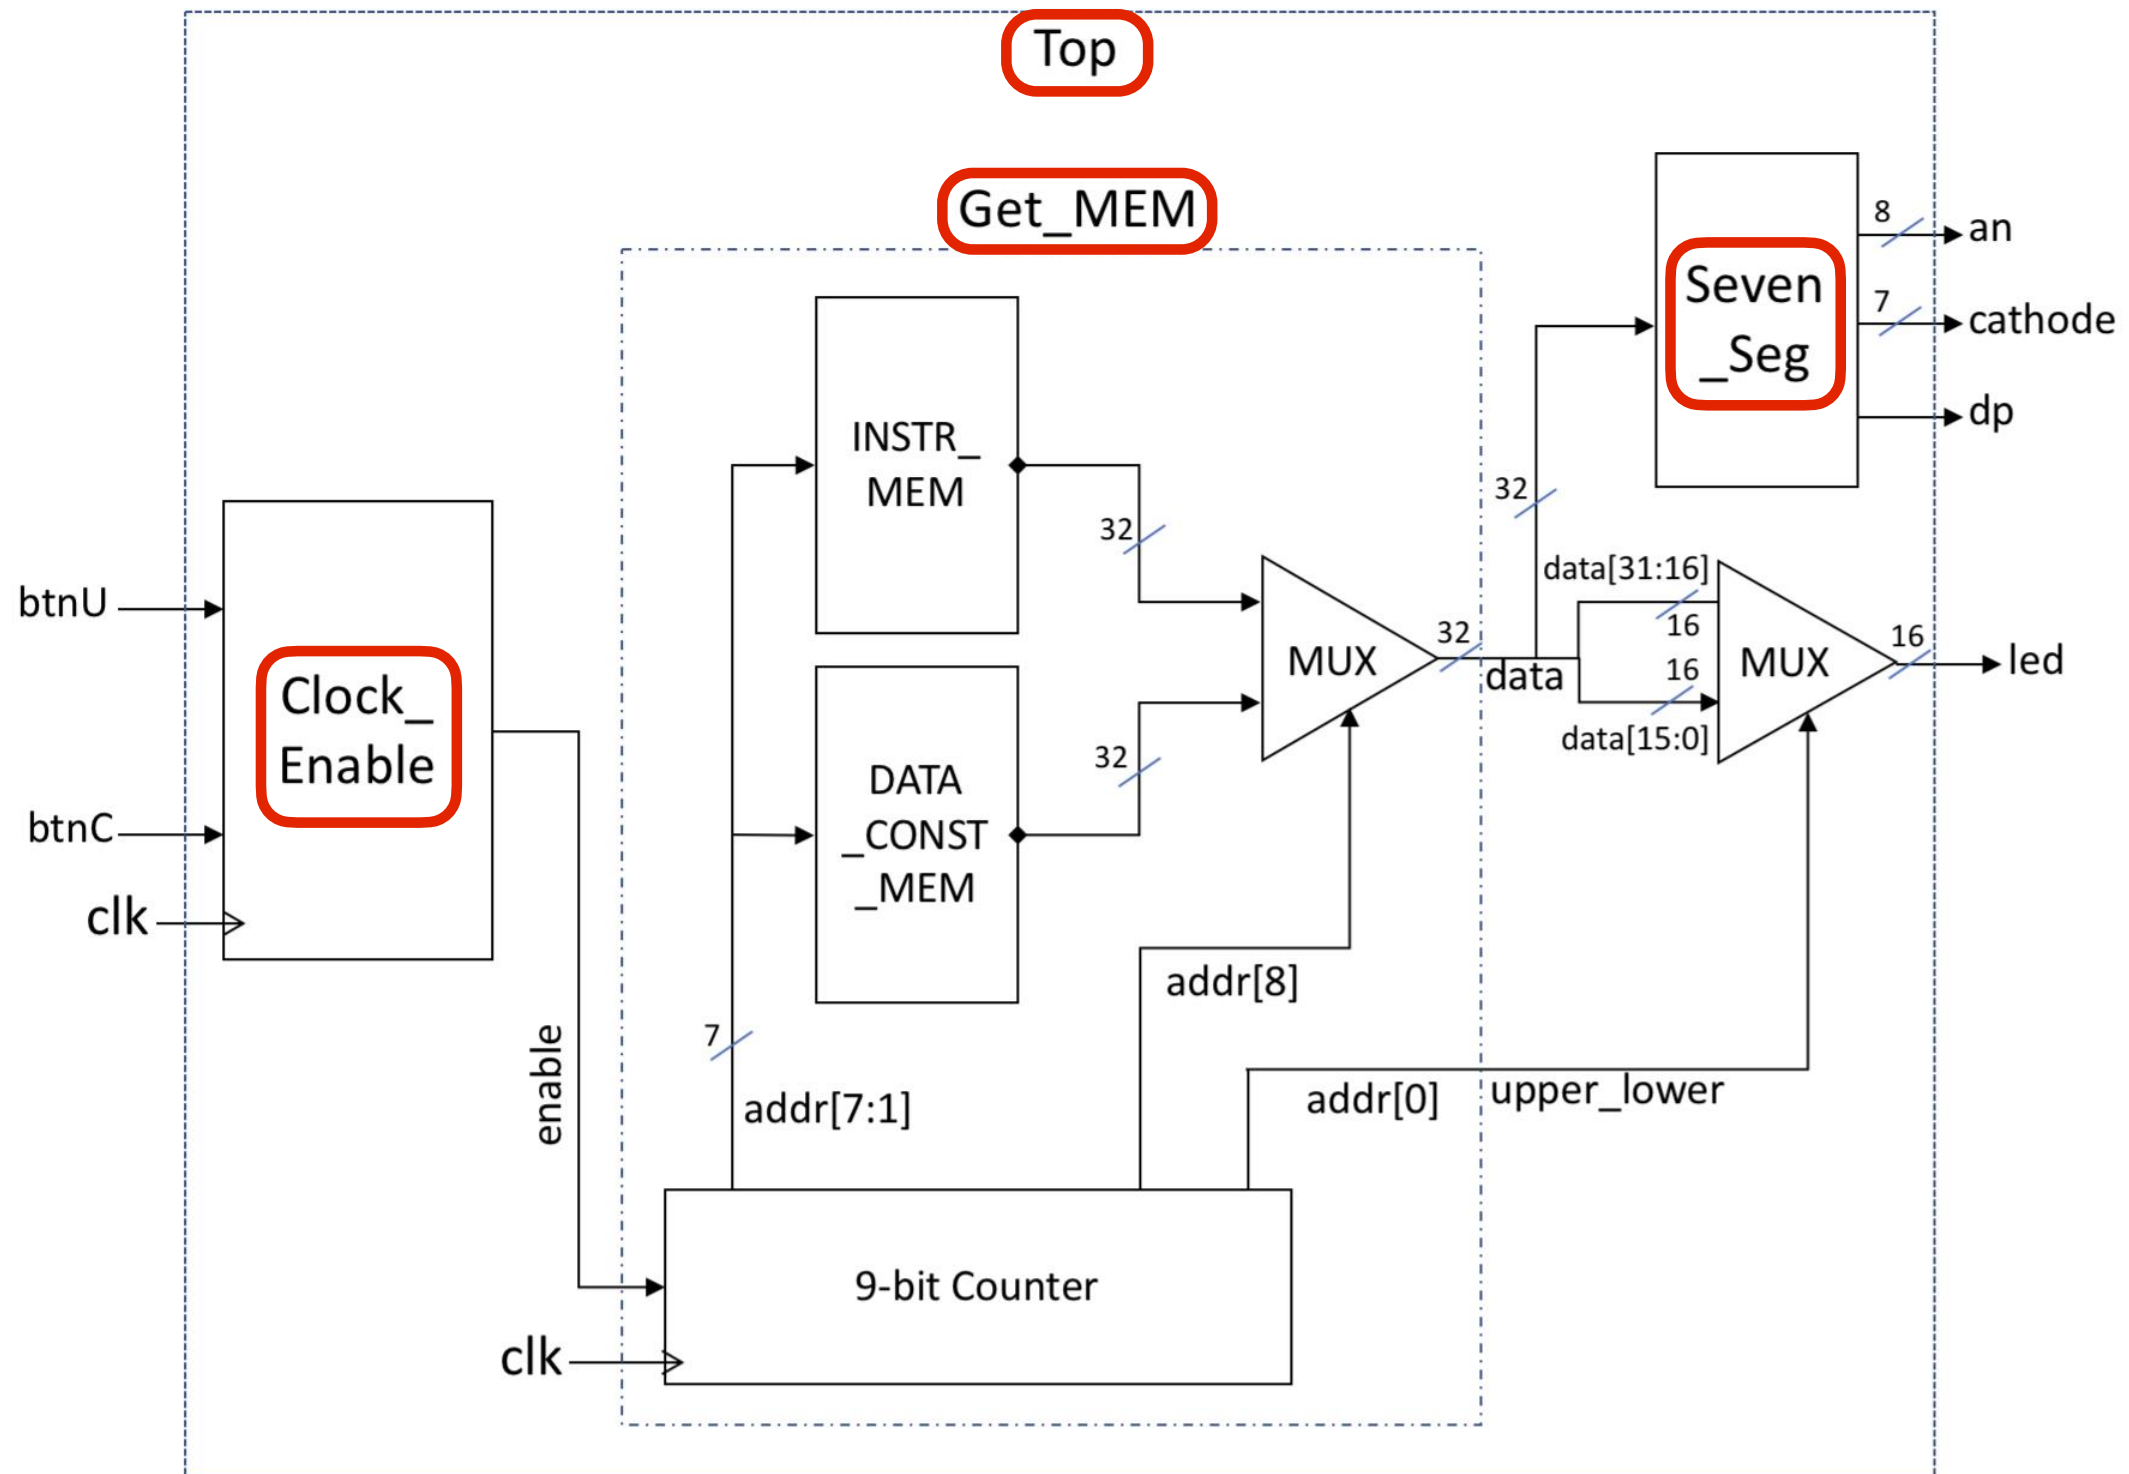 Top
Get_MEM
8
an
Seven
_Seg
7
cathode
dp
INSTR_
MEM
32
32
data[31:16]
16
btnU
MUX
32
data
16
MUX
16
led
data[15:0]
Clock_
Enable
32
DATA
_CONST
_MEM
btnC
clk
addr[8]
enable
7
addr[7:1]
addr[0]
upper_lower
9-bit Counter
clk